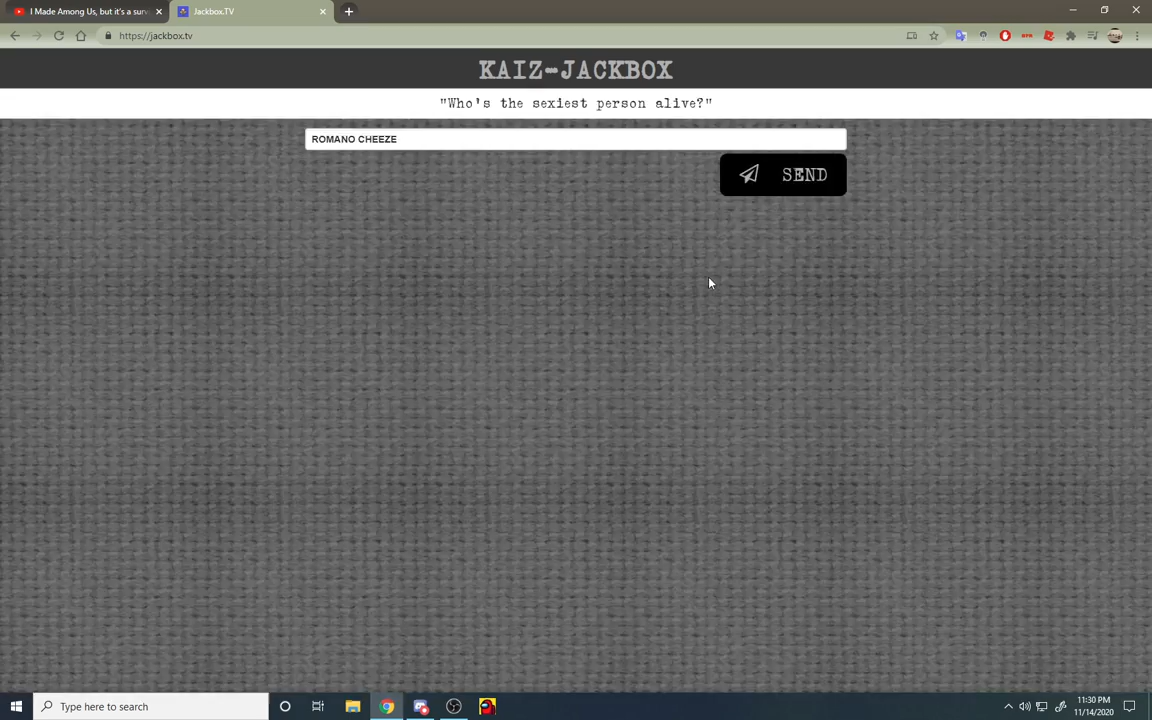 I Made Among Us, but it's a survi
Jackbox.TV
https://jackbox.tv
KAIZ-JACKBOX
"Who's the sexiest person alive?"
ROMANO CHEEZE
SEND
Type here to search
11:30 PM
11/14/2020